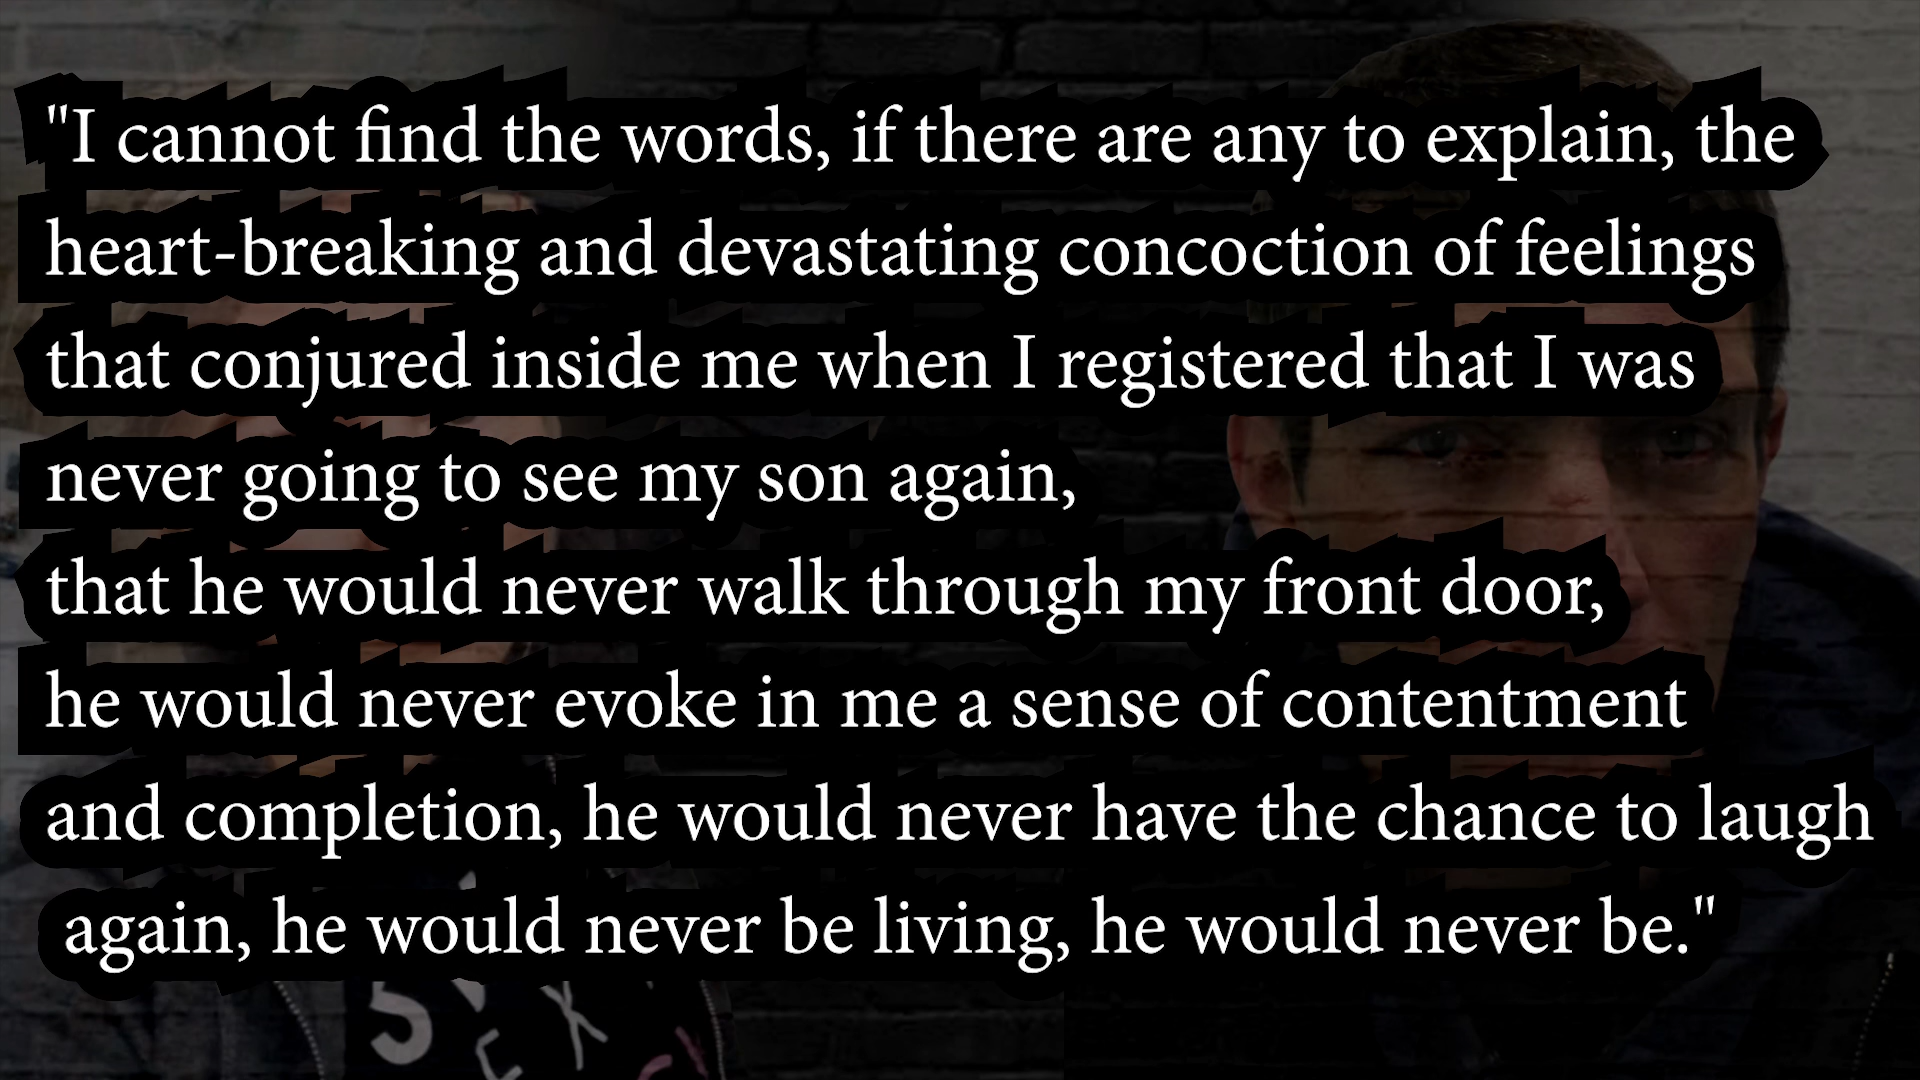 "I cannot find the words, if there are any to explain, the
heart-breaking and devastating concoction of feelings
that conjured inside me when I registered that I was
never going to see my son again,
that he would never walk through my front door,
he would never evoke in me a sense of contentment
and completion, he would never have the chance to laugh
again, he would never be living, he would never be."